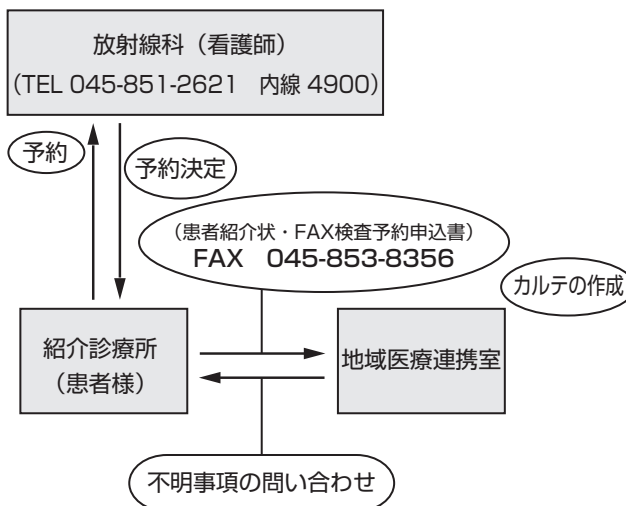 放射線科（看護師）
（TEL 045-851-2621　内線 4900）
予約
予約決定
（患者紹介状・FAX検査予約申込書）
FAX　045-853-8356
カルテの作成
紹介診療所
（患者様）
地域医療連携室
不明事項の問い合わせ